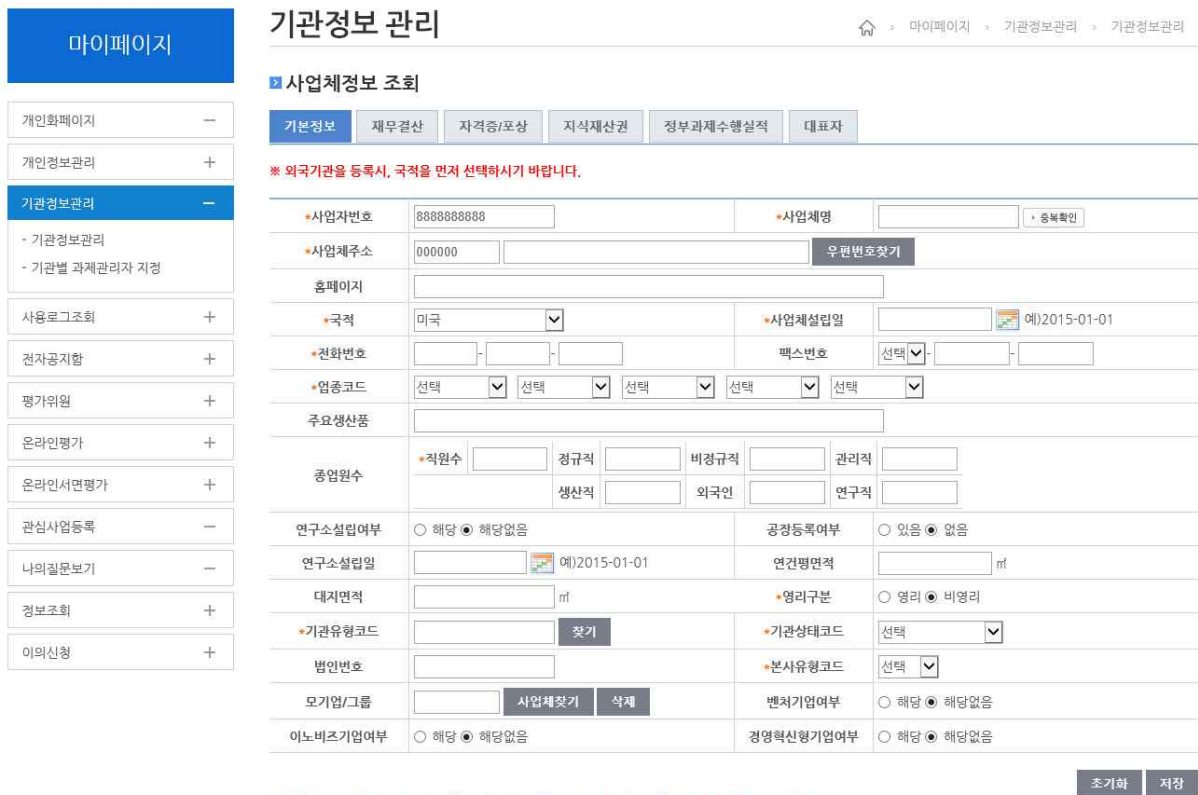 마이페이지
개인화페이지
개인정보관리
기관정보관리
- 기관정보관리
- 기관별 과제관리자 지정
사용로그조회
전자공지함
평가위원
온라인평가
온라인서면평가
관심사업등록
나의질문보기
정보조회
이의신청
기관정보 관리
마이페이지 > 기관정보관리 > 기관정보관리
사업체정보 조회
기본정보 재무결산 자격증/포상 지식재산권 정부과제수행실적 대표자
※ 외국기관을 등록시, 국적을 먼저 선택하시기 바랍니다.
*사업자번호 8888888888 *사업체명 중복확인
*사업체주소 000000 우편번호찾기
홈페이지
*국적 미국 *사업체설립일 예)2015-01-01
*전화번호 - - 팩스번호 선택 - -
*업종코드 선택 선택 선택 선택 선택
주요생산품
종업원수 *직원수 정규직 비정규직 관리직
생산직 외국인 연구직
연구소설립여부 해당 해당없음 공장등록여부 있음 없음
연구소설립일 예)2015-01-01 연건평면적 ㎡
대지면적 ㎡ *영리구분 영리 비영리
*기관유형코드 찾기 *기관상태코드 선택
법인번호 *본사유형코드 선택
모기업/그룹 사업체찾기 삭제 벤처기업여부 해당 해당없음
이노비즈기업여부 해당 해당없음 경영혁신형기업여부 해당 해당없음
초기화 저장